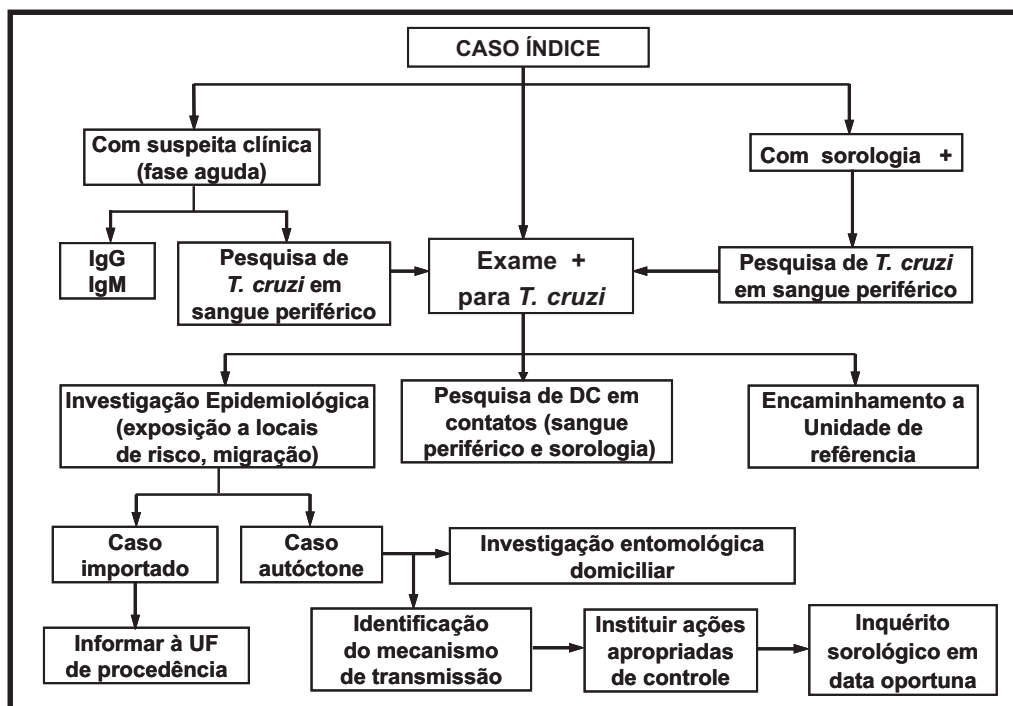 CASO ÍNDICE
Com suspeita clínica
(fase aguda)
Com sorologia +
IgG
IgM
Pesquisa de
T. cruzi em
sangue periférico
Exame +
para T. cruzi
Pesquisa de T. cruzi
em sangue periférico
Investigação Epidemiológica
(exposição a locais
de risco, migração)
Pesquisa de DC em
contatos (sangue
periférico e sorologia)
Encaminhamento a
Unidade de
refêrencia
Caso
importado
Caso
autóctone
Investigação entomológica
domiciliar
Informar à UF
de procedência
Identificação
do mecanismo
de transmissão
Instituir ações
apropriadas
de controle
Inquérito
sorológico em
data oportuna